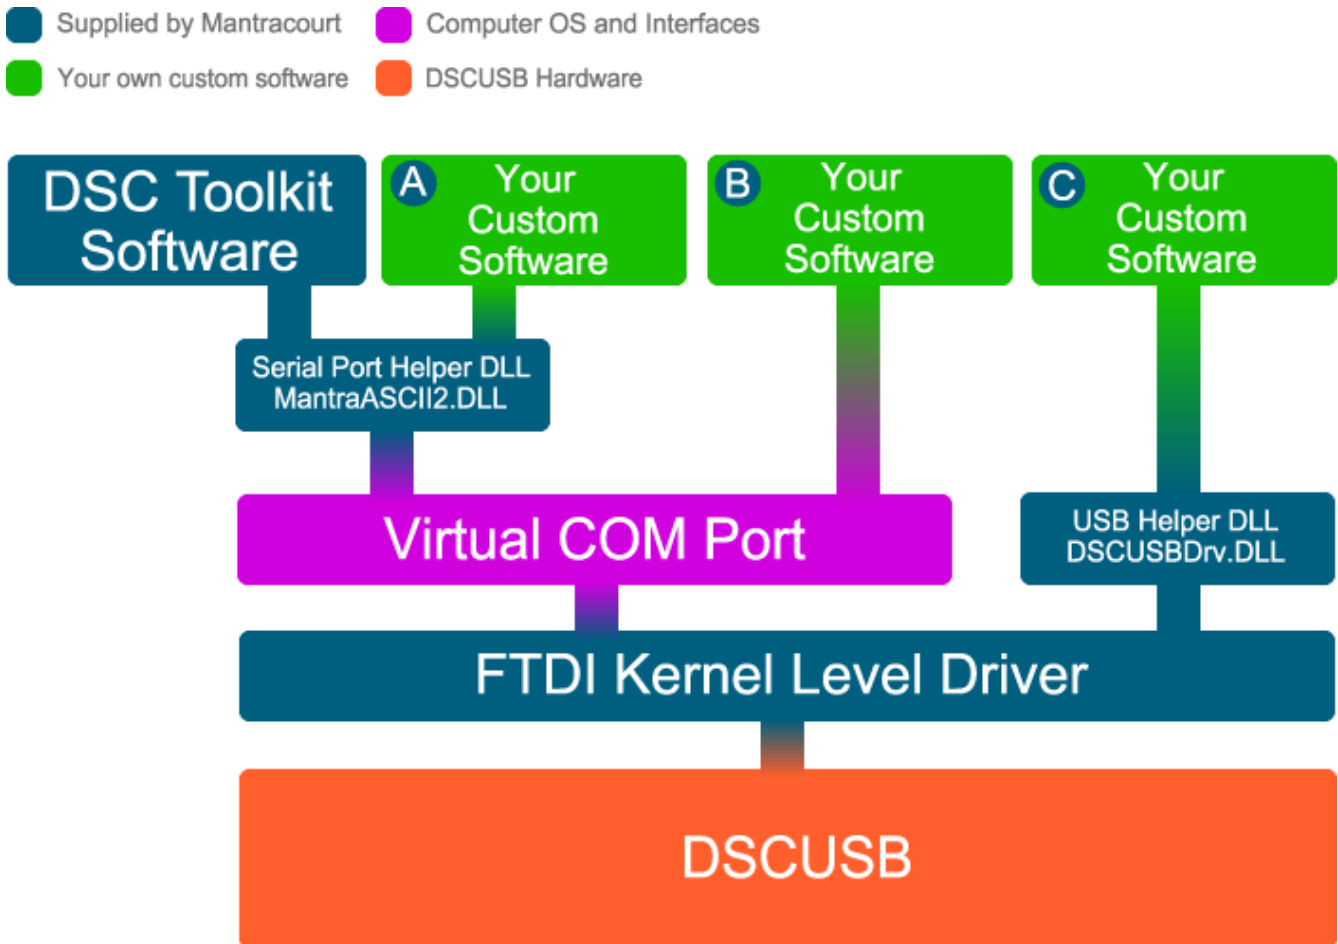 Supplied by Mantracourt
Computer OS and Interfaces
Your own custom software
DSCUSB Hardware
DSC Toolkit
Software
A
Your
Custom
Software
B
Your
Custom
Software
C
Your
Custom
Software
Serial Port Helper DLL
MantraASCII2.DLL
Virtual COM Port
USB Helper DLL
DSCUSBDrv.DLL
FTDI Kernel Level Driver
DSCUSB